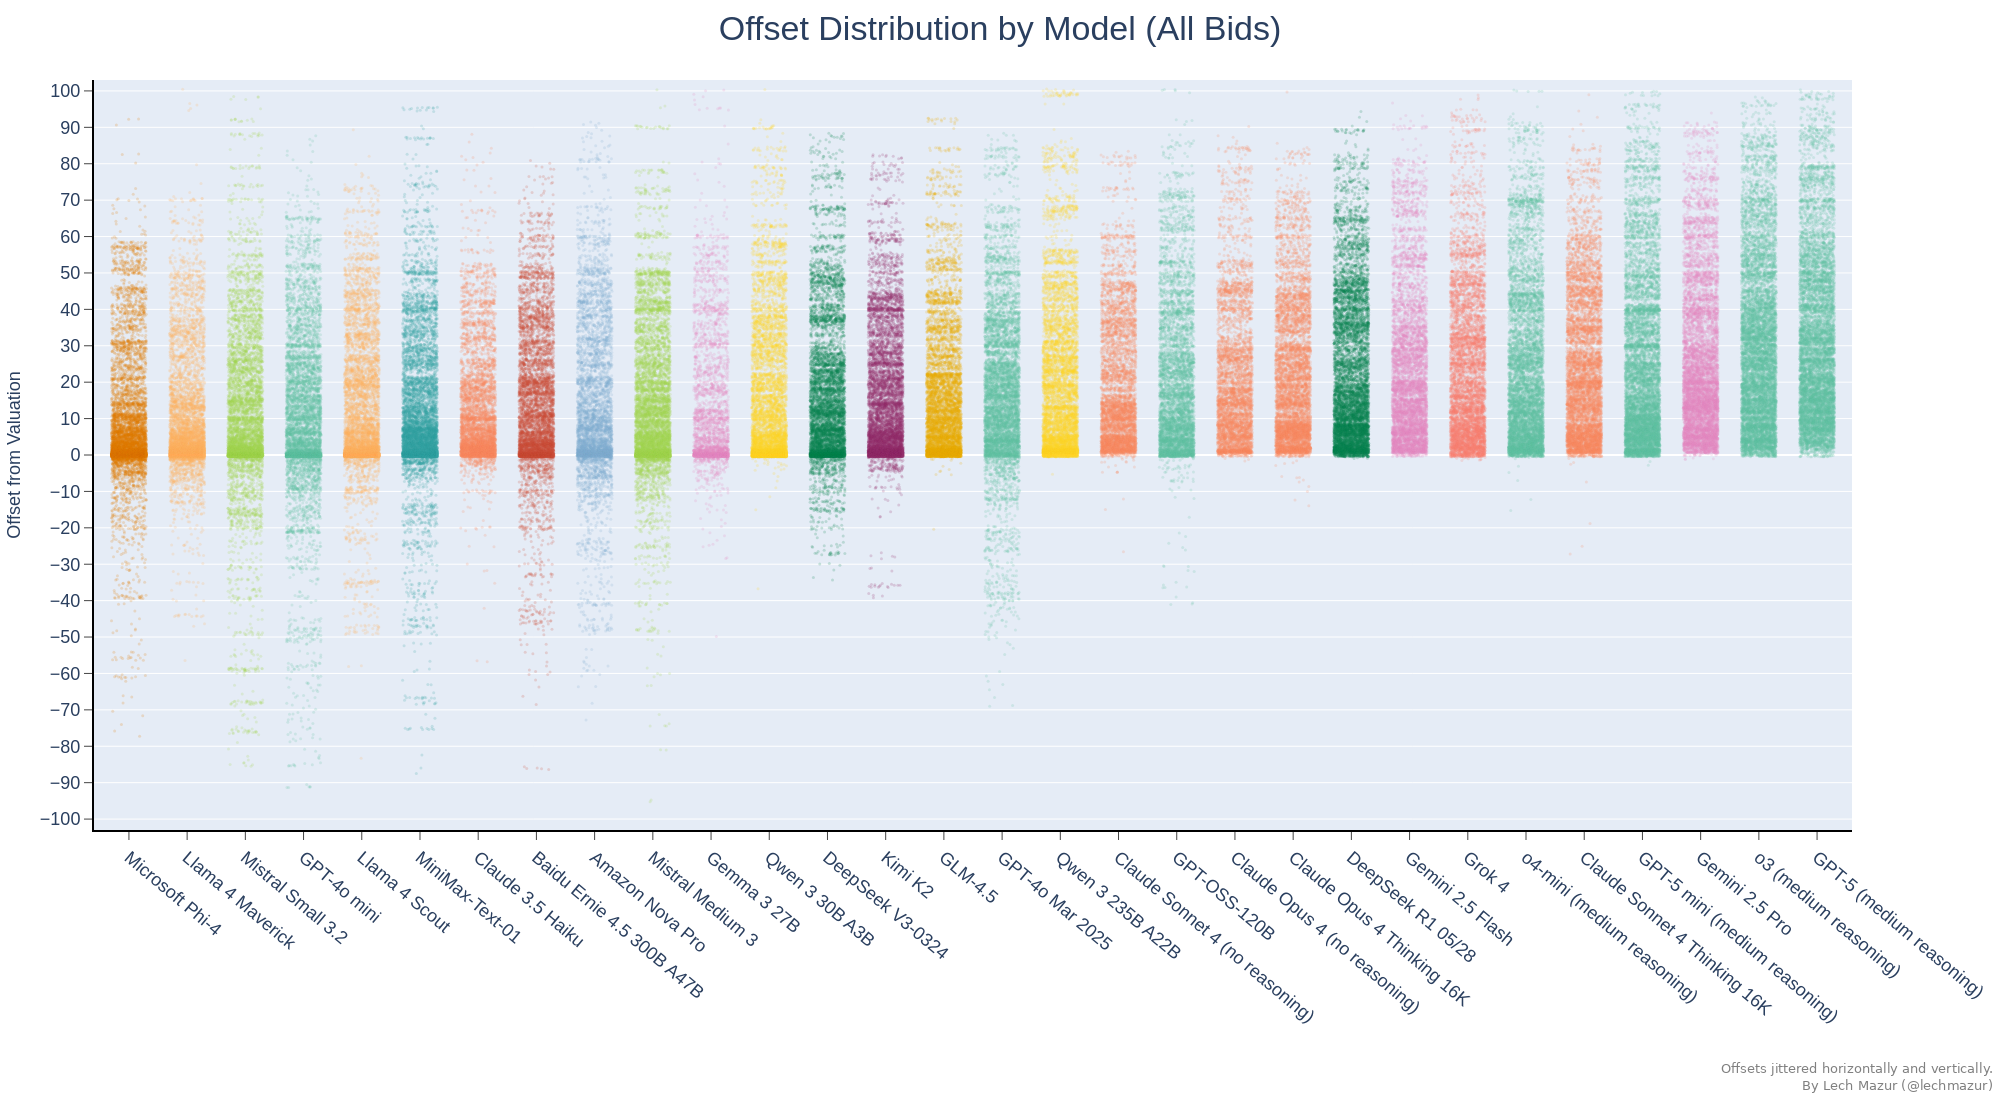 Offset Distribution by Model (All Bids)
Offset from Valuation
100
90
80
70
60
50
40
30
20
10
0
−10
−20
−30
−40
−50
−60
−70
−80
−90
−100
Microsoft Phi-4
Llama 4 Maverick
Mistral Small 3.2
GPT-4o mini
Llama 4 Scout
MiniMax-Text-01
Claude 3.5 Haiku
Baidu Ernie 4.5 300B A47B
Amazon Nova Pro
Mistral Medium 3
Gemma 3 27B
Qwen 3 30B A3B
DeepSeek V3-0324
Kimi K2
GLM-4.5
GPT-4o Mar 2025
Qwen 3 235B A22B
Claude Sonnet 4 (no reasoning)
GPT-OSS-120B
Claude Opus 4 (no reasoning)
Claude Opus 4 Thinking 16K
DeepSeek R1 05/28
Gemini 2.5 Flash
Grok 4
o4-mini (medium reasoning)
Claude Sonnet 4 Thinking 16K
GPT-5 mini (medium reasoning)
Gemini 2.5 Pro
o3 (medium reasoning)
GPT-5 (medium reasoning)
Offsets jittered horizontally and vertically.
By Lech Mazur (@lechmazur)